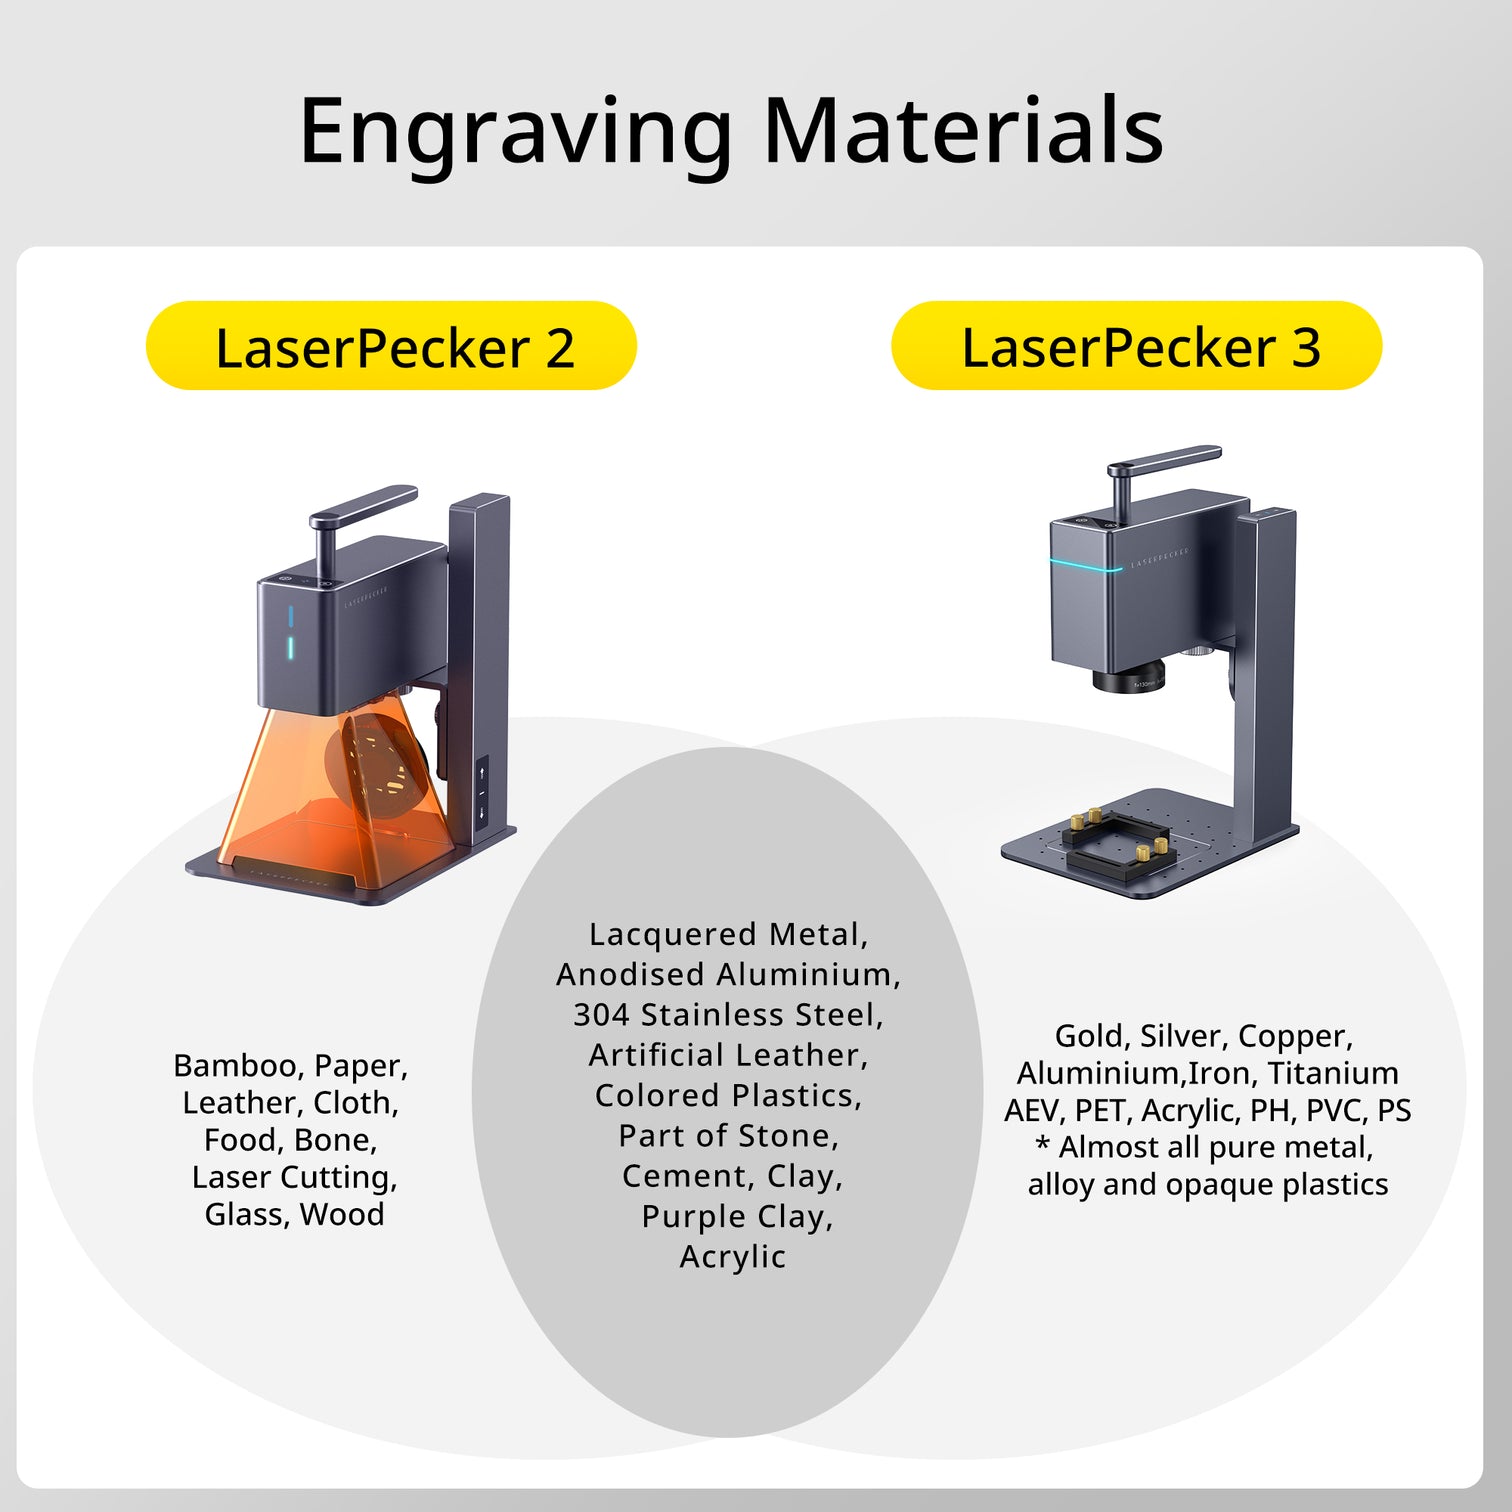 Engraving Materials
LaserPecker 2
LaserPecker 3
LASERPECKER
LASERPECKER
LASERPECKER
Lacquered Metal,
Anodised Aluminium,
304 Stainless Steel,
Artificial Leather,
Colored Plastics,
Part of Stone,
Cement, Clay,
Purple Clay,
Acrylic
Bamboo, Paper,
Leather, Cloth,
Food, Bone,
Laser Cutting,
Glass, Wood
Gold, Silver, Copper,
Aluminium,Iron, Titanium
AEV, PET, Acrylic, PH, PVC, PS
* Almost all pure metal,
alloy and opaque plastics